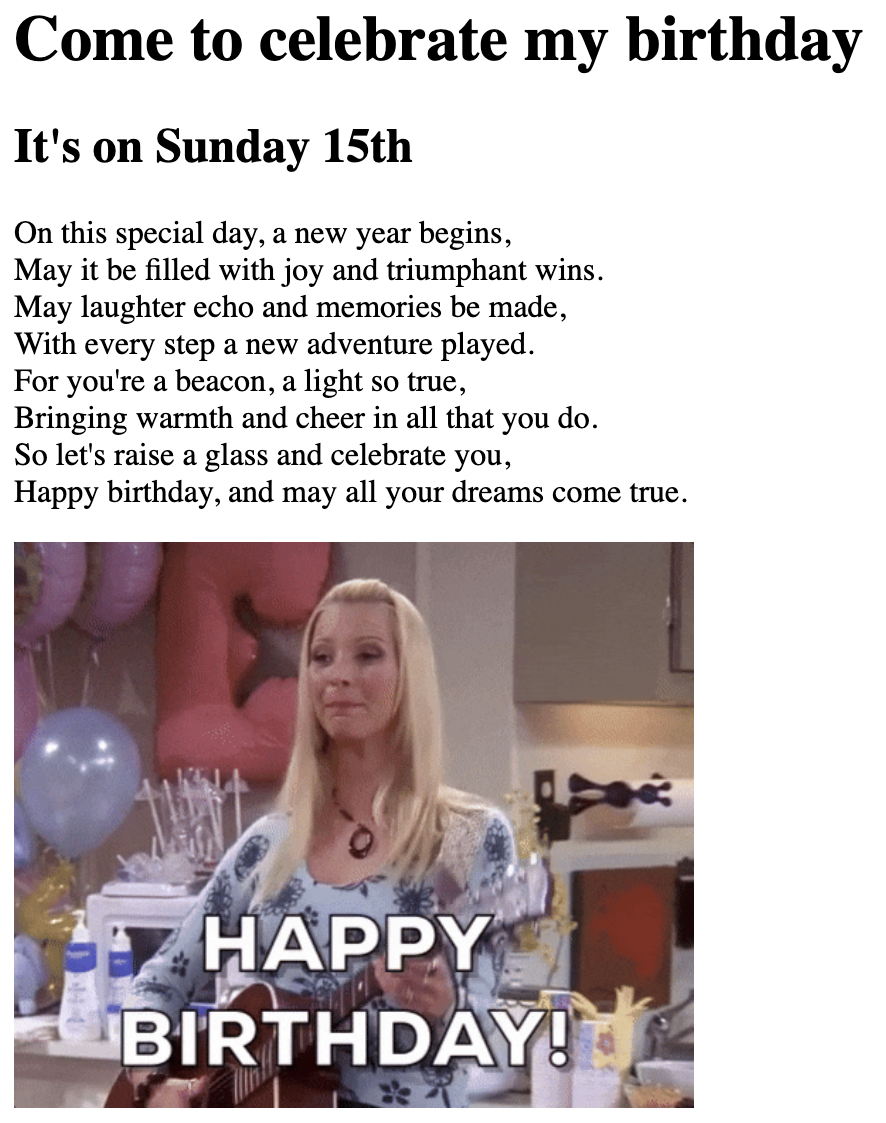 Come to celebrate my birthday
It's on Sunday 15th
On this special day, a new year begins,
May it be filled with joy and triumphant wins.
May laughter echo and memories be made,
With every step a new adventure played.
For you're a beacon, a light so true,
Bringing warmth and cheer in all that you do.
So let's raise a glass and celebrate you,
Happy birthday, and may all your dreams come true.
HAPPY
BIRTHDAY!